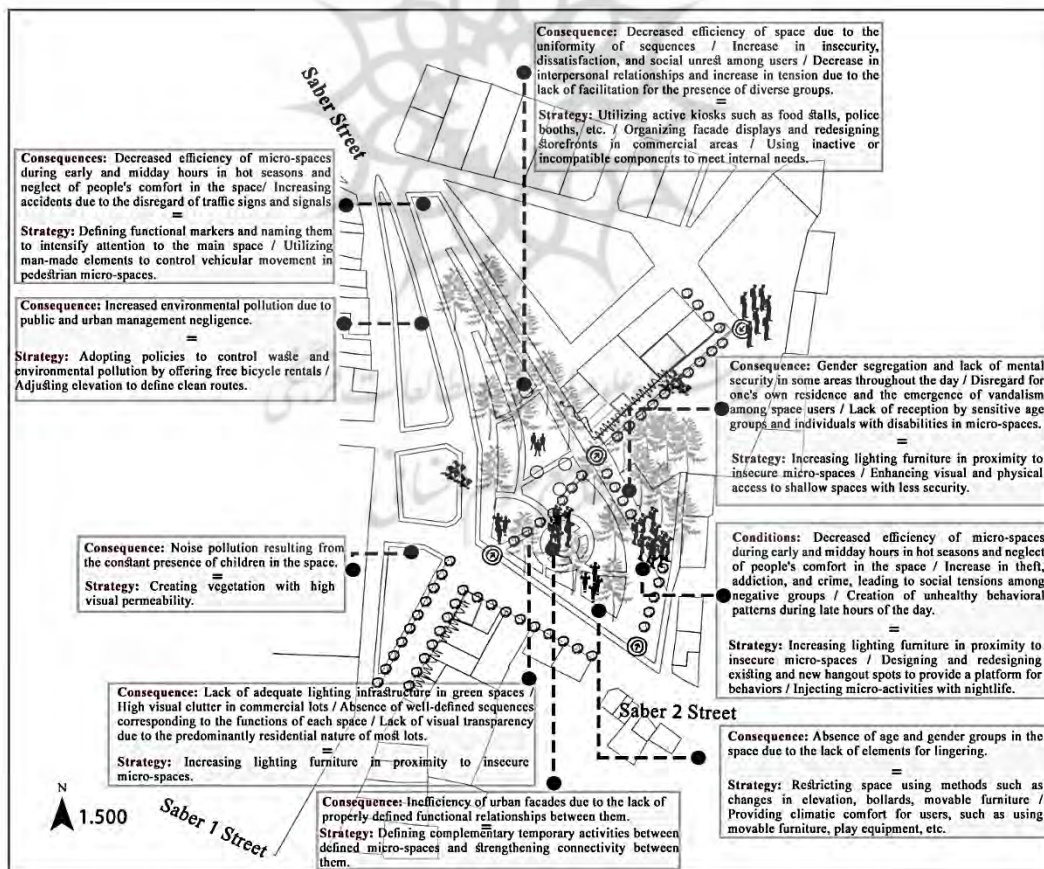 Consequence: Decreased efficiency of space due to the
uniformity of sequences / Increase in insecurity,
dissatisfaction, and social unrest among users / Decrease in
interpersonal relationships and increase in tension due to the
lack of facilitation for the presence of diverse groups.
=
Strategy: Utilizing active kiosks such as food stalls, police
booths, etc. / Organizing facade displays and redesigning
storefronts in commercial areas / Using inactive or
incompatible components to meet internal needs.
Saber Street
Consequences: Decreased efficiency of micro-spaces
during early and midday hours in hot seasons and
neglect of people's comfort in the space/ Increasing
accidents due to the disregard of traffic signs and signals
=
Strategy: Defining functional markers and naming them
to intensify attention to the main space / Utilizing
man-made elements to control vehicular movement in
pedestrian micro-spaces.
Consequence: Increased environmental pollution due to
public and urban management negligence.
=
Strategy: Adopting policies to control waste and
environmental pollution by offering free bicycle rentals /
Adjusting elevation to define clean routes.
Consequence: Gender segregation and lack of mental
security in some areas throughout the day / Disregard for
one's own residence and the emergence of vandalism
among space users / Lack of reception by sensitive age
groups and individuals with disabilities in micro-spaces.
=
Strategy: Increasing lighting furniture in proximity to
insecure micro-spaces / Enhancing visual and physical
access to shallow spaces with less security.
Consequence: Noise pollution resulting from
the constant presence of children in the space.
=
Strategy: Creating vegetation with high
visual permeability.
Conditions: Decreased efficiency of micro-spaces
during early and midday hours in hot seasons and neglect
of people's comfort in the space / Increase in theft,
addiction, and crime, leading to social tensions among
negative groups / Creation of unhealthy behavioral
patterns during late hours of the day.
=
Strategy: Increasing lighting furniture in proximity to
insecure micro-spaces / Designing and redesigning
existing and new hangout spots to provide a platform for
behaviors / Injecting micro-activities with nightlife.
Consequence: Lack of adequate lighting infrastructure in green spaces /
High visual clutter in commercial lots / Absence of well-defined sequences
corresponding to the functions of each space / Lack of visual transparency
due to the predominantly residential nature of most lots.
=
Strategy: Increasing lighting furniture in proximity to insecure
micro-spaces.
Saber 2 Street
Consequence: Absence of age and gender groups in the
space due to the lack of elements for lingering.
=
Strategy: Restricting space using methods such as
changes in elevation, bollards, movable furniture /
Providing climatic comfort for users, such as using
movable furniture, play equipment, etc.
Consequence: Inefficiency of urban facades due to the lack of
properly defined functional relationships between them.
=
Strategy: Defining complementary temporary activities between
defined micro-spaces and strengthening connectivity between
them.
N
1.500
Saber 1 Street